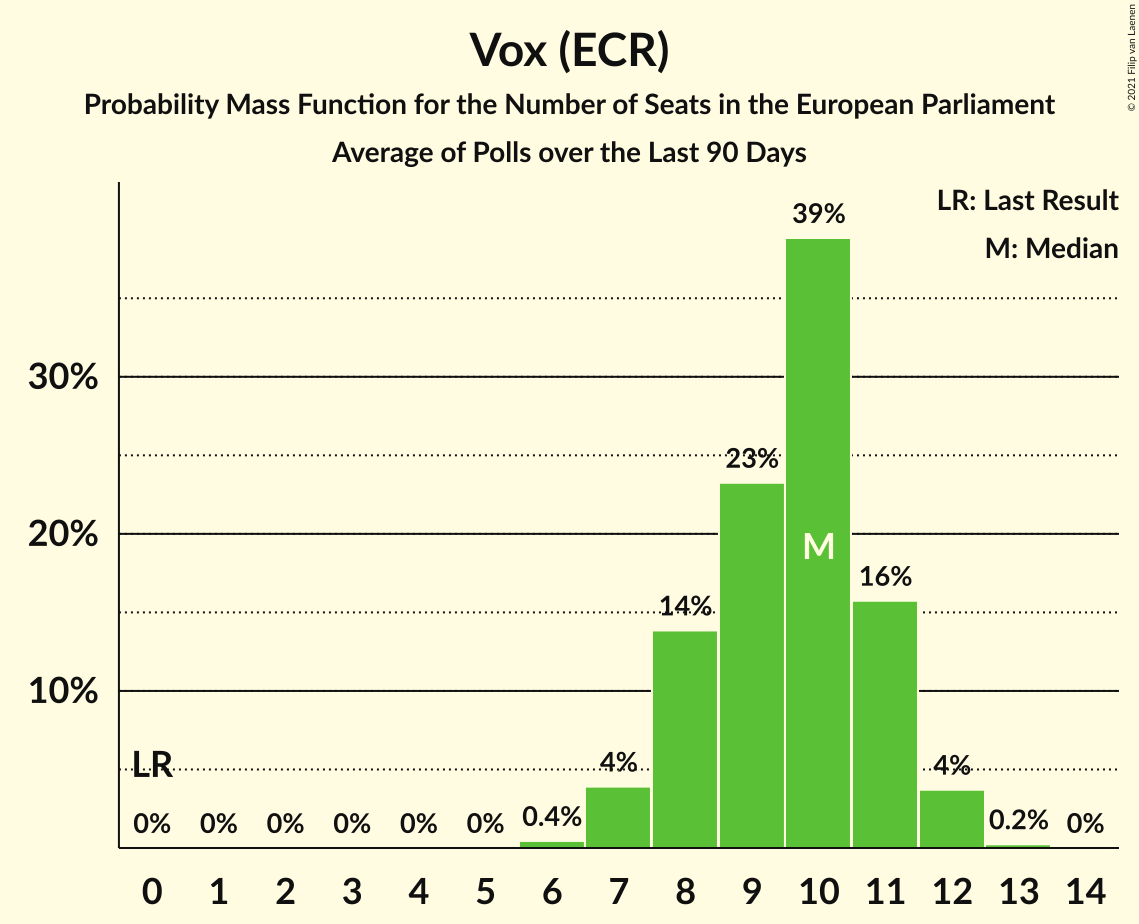 Vox (ECR)
Probability Mass Function for the Number of Seats in the European Parliament
Average of Polls over the Last 90 Days
© 2021 Filip van Laenen
LR: Last Result
M: Median
39%
30%
23%
20%
M
16%
14%
10%
LR
4%
4%
0%
0%
0%
0%
0%
0%
0.4%
0.2%
0%
0 1 2 3 4 5 6 7 8 9 10 11 12 13 14